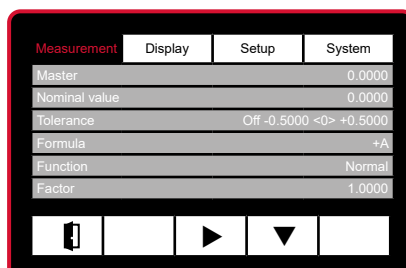 Measurement Display Setup System
Master 0.0000
Nominal value 0.0000
Tolerance Off -0.5000 <0> +0.5000
Formula +A
Function Normal
Factor 1.0000